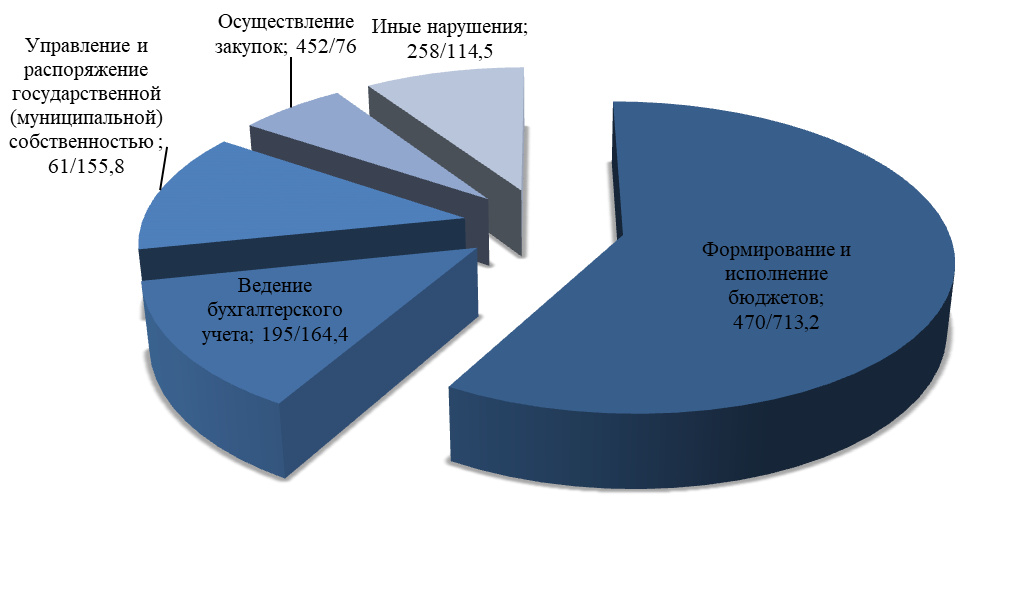 Осуществление
закупок; 452/76
Иные нарушения;
258/114,5
Управление и
распоряжение
государственной
(муниципальной)
собственностью ;
61/155,8
Формирование и
исполнение
бюджетов;
470/713,2
Ведение
бухгалтерского
учета; 195/164,4